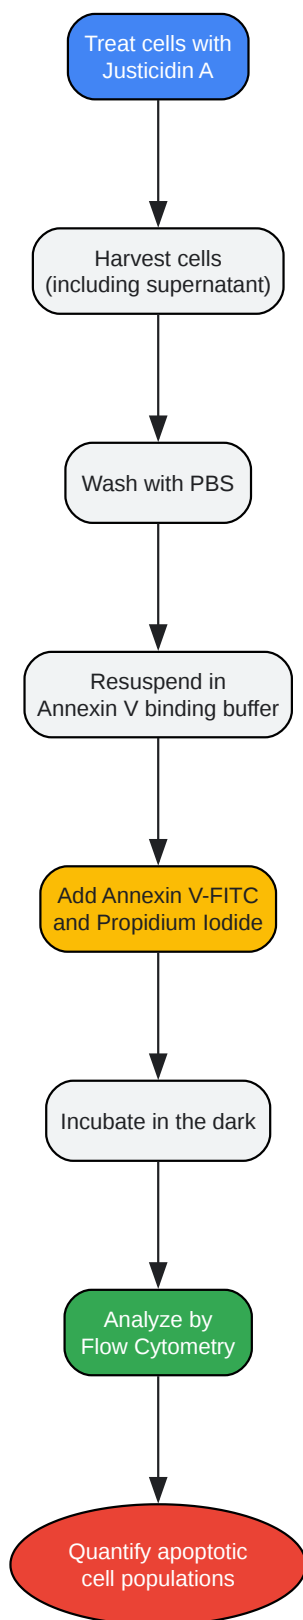 Treat cells with
Justicidin A
Harvest cells
(including supernatant)
Wash with PBS
Resuspend in
Annexin V binding buffer
Add Annexin V-FITC
and Propidium Iodide
Incubate in the dark
Analyze by
Flow Cytometry
Quantify apoptotic
cell populations